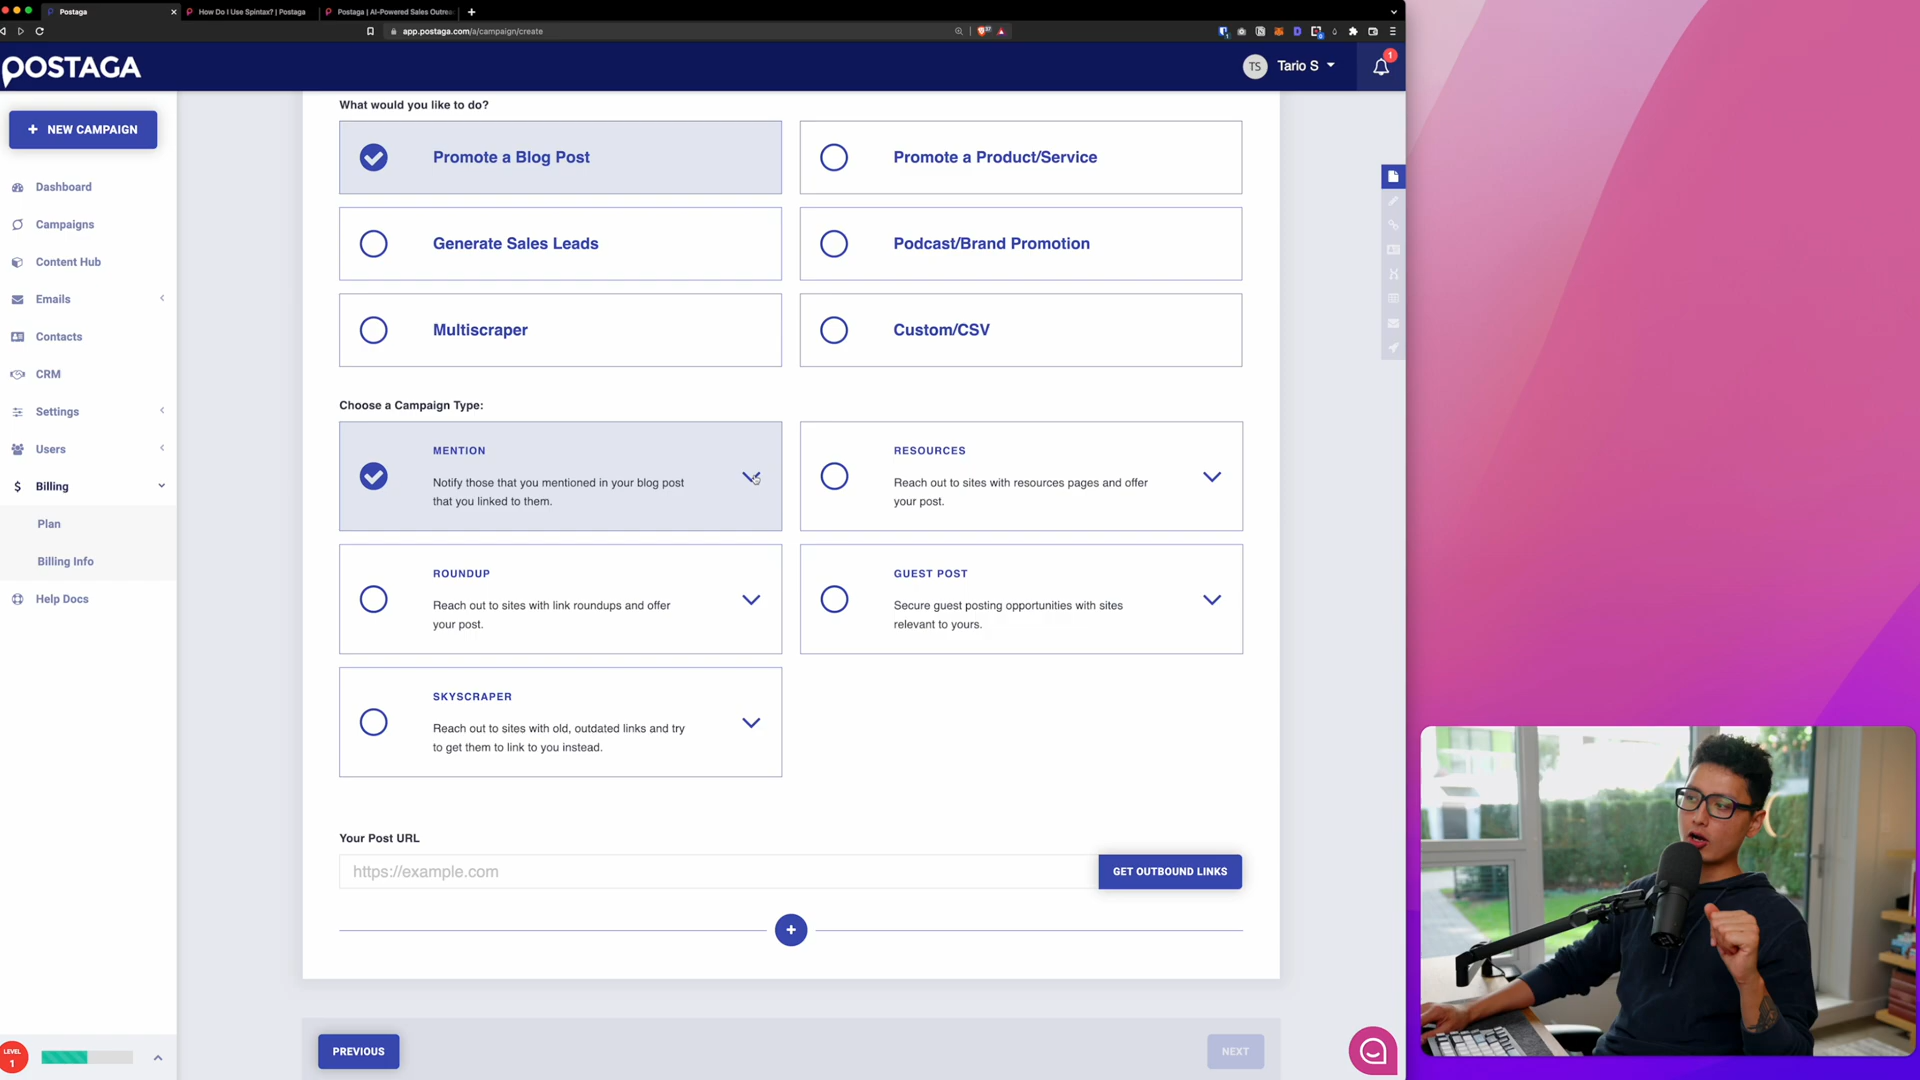 Postaga
How Do I Use Spintax? | Postaga
Postaga | AI-Powered Sales Outrea
app.postaga.com/a/campaign/create
POSTAGA
TS
Tario S
1
NEW CAMPAIGN
Dashboard
Campaigns
Content Hub
Emails
Contacts
CRM
Settings
Users
$ Billing
Plan
Billing Info
Help Docs
LEVEL
1
What would you like to do?
Promote a Blog Post
Promote a Product/Service
Generate Sales Leads
Podcast/Brand Promotion
Multiscraper
Custom/CSV
Choose a Campaign Type:
MENTION
Notify those that you mentioned in your blog post
that you linked to them.
RESOURCES
Reach out to sites with resources pages and offer
your post.
ROUNDUP
Reach out to sites with link roundups and offer
your post.
GUEST POST
Secure guest posting opportunities with sites
relevant to yours.
SKYSCRAPER
Reach out to sites with old, outdated links and try
to get them to link to you instead.
Your Post URL
https://example.com
GET OUTBOUND LINKS
PREVIOUS
NEXT